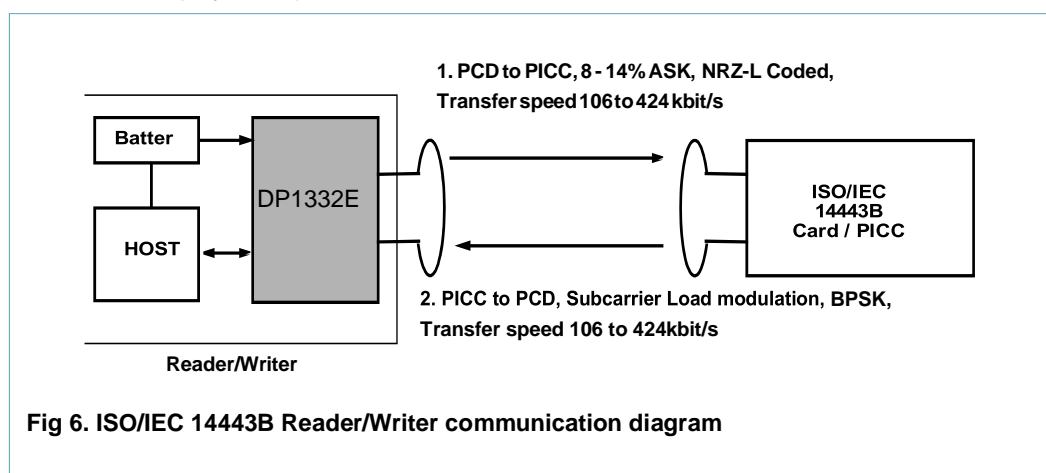 1. PCD to PICC, 8 - 14% ASK, NRZ-L Coded,
Transfer speed 106 to 424 kbit/s
Batter
DP1332E
HOST
ISO/IEC
14443B
Card / PICC
2. PICC to PCD, Subcarrier Load modulation, BPSK,
Transfer speed 106 to 424kbit/s
Reader/Writer
Fig 6. ISO/IEC 14443B Reader/Writer communication diagram